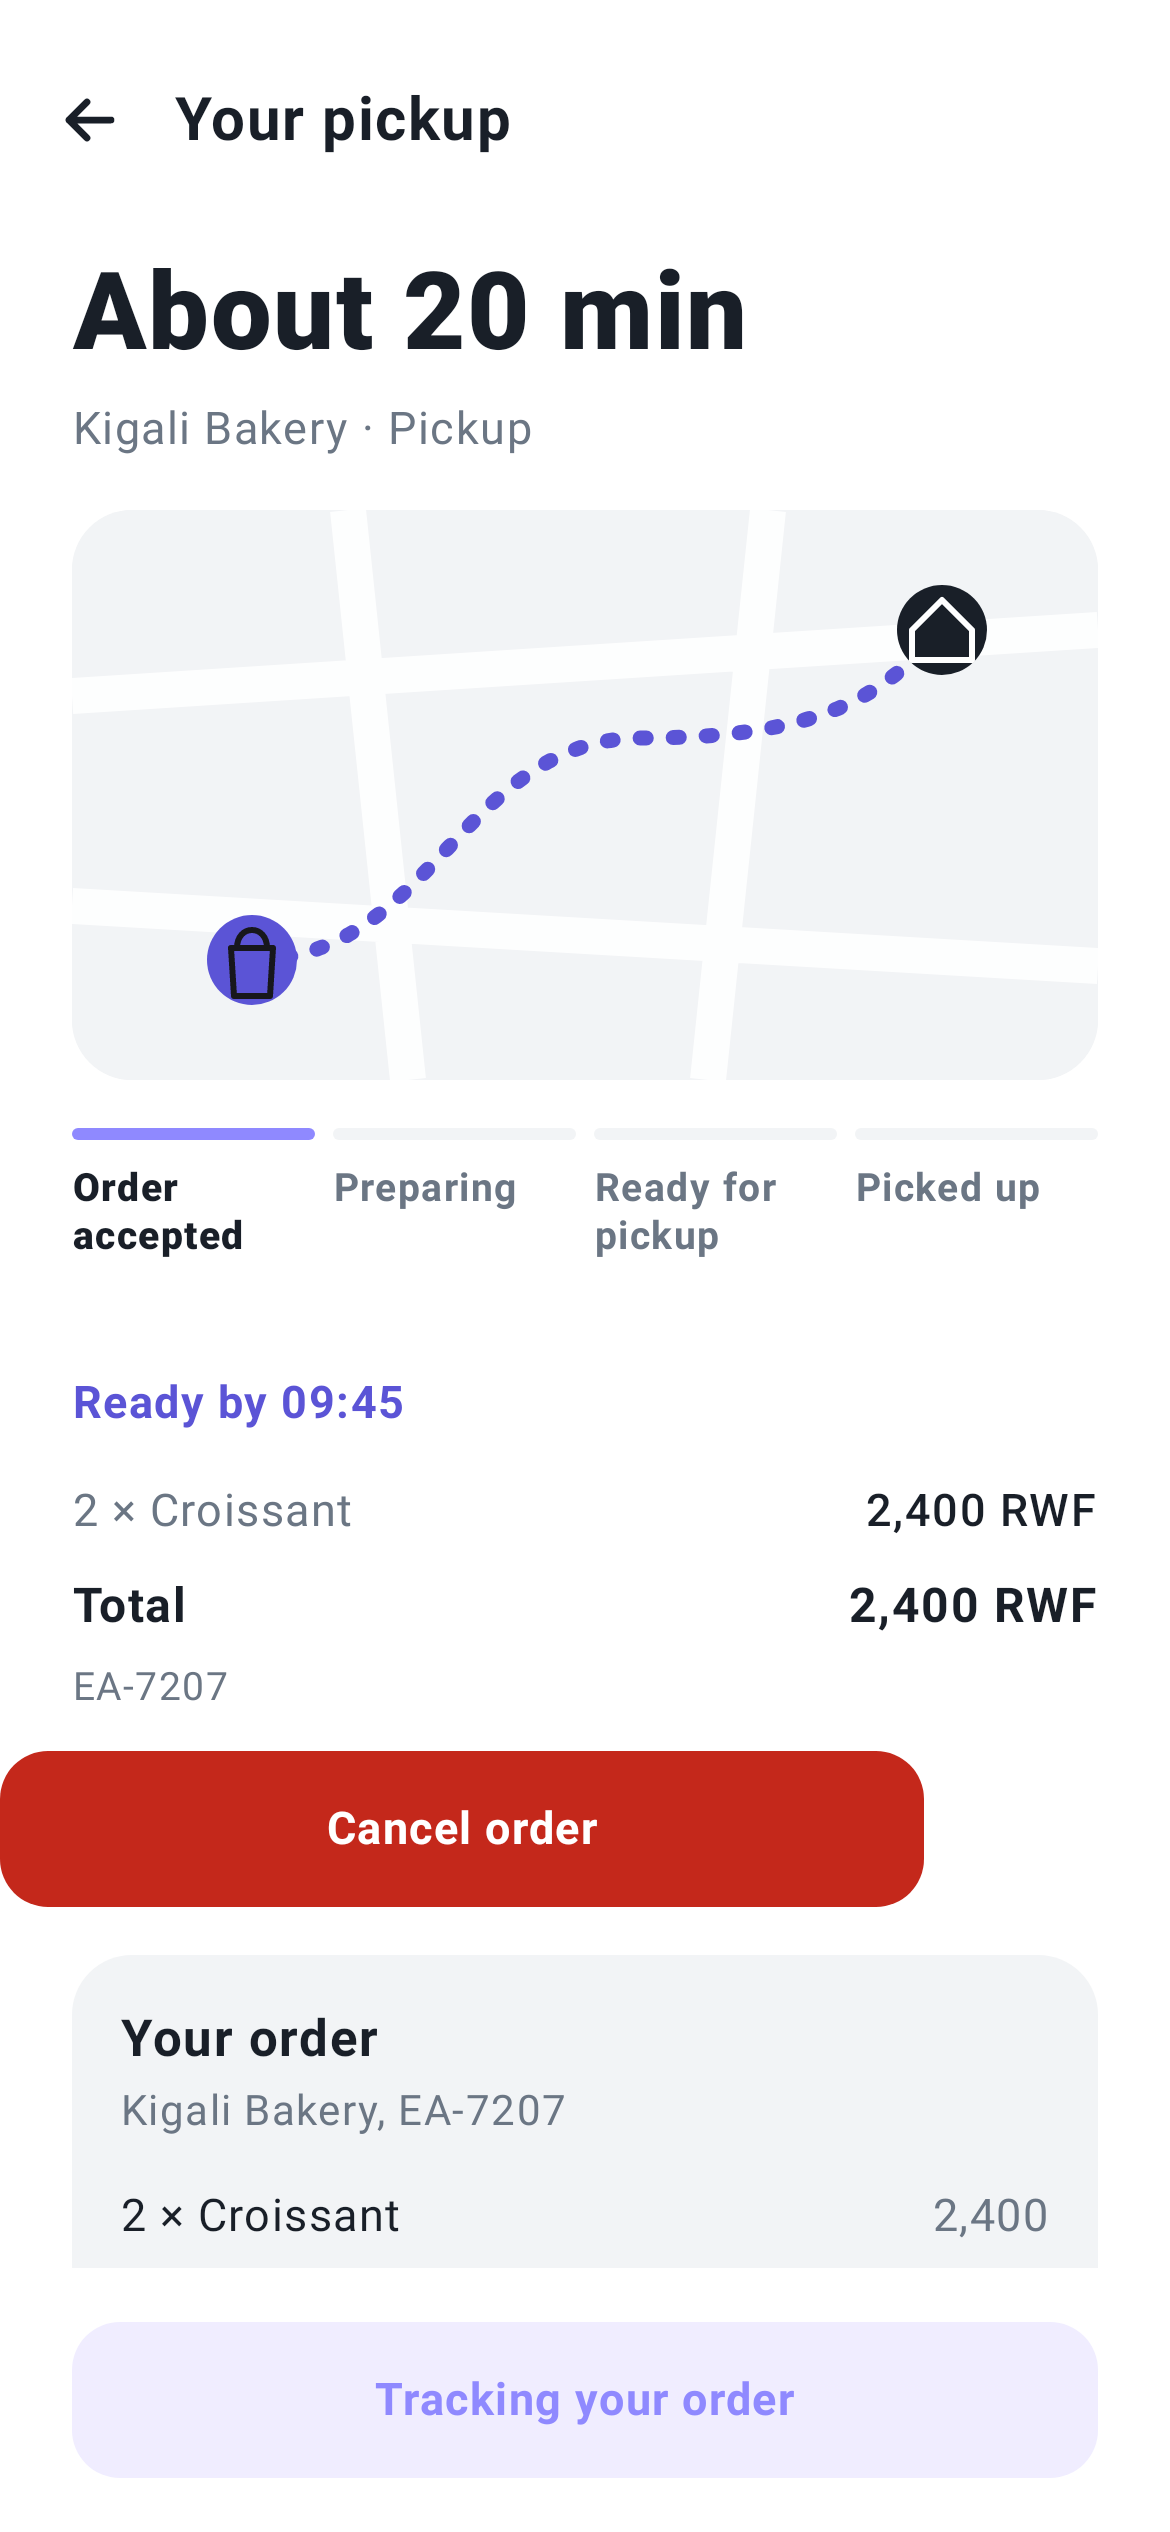 Your pickup
About 20 min
Kigali Bakery · Pickup
Order accepted
Preparing
Ready for pickup
Picked up
Ready by 09:45
2 × Croissant 2,400 RWF
Total 2,400 RWF
EA-7207
Cancel order
Your order
Kigali Bakery, EA-7207
2 × Croissant 2,400
Tracking your order